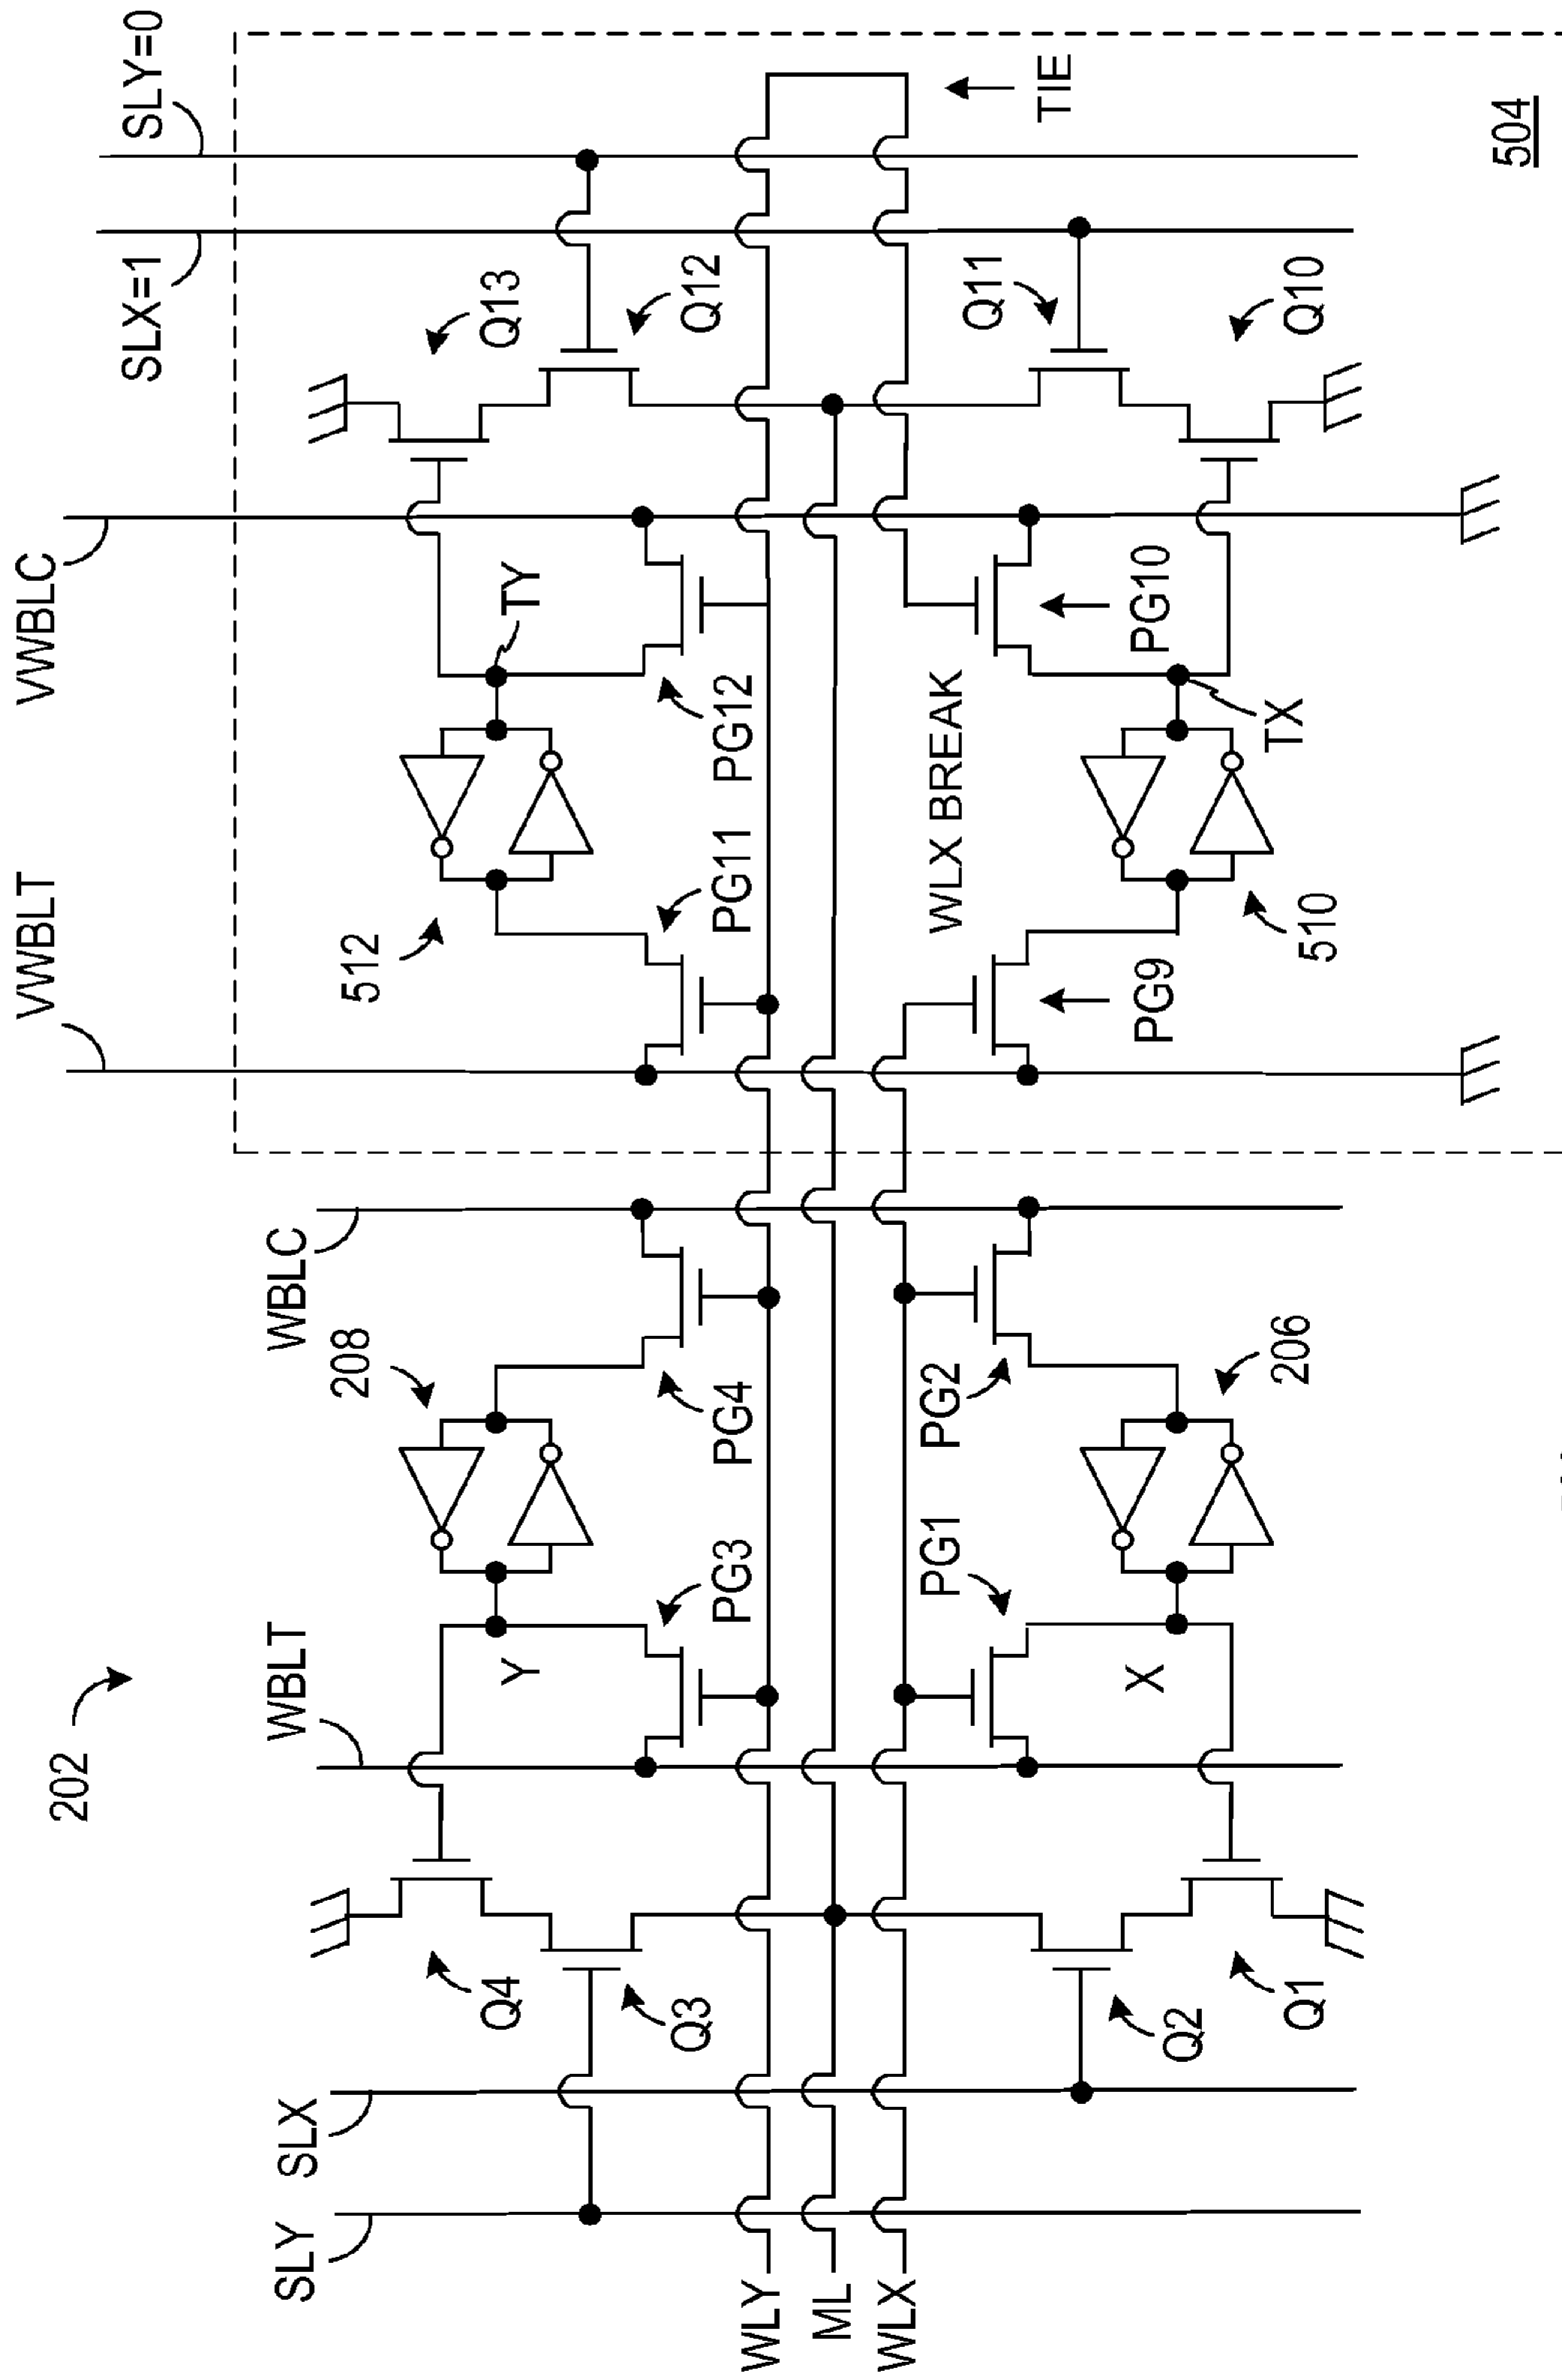 202
SLY
SLX
WBLT
WBLC
VWBLT
VWBLC
SLX=1
SLY=0
208
512
Q4
Y
TY
Q13
Q3
PG3
PG4
PG11
PG12
Q12
WLY
ML
WLX
WLX BREAK
TIE
PG1
PG2
PG9
PG10
Q11
Q2
X
Q1
206
510
TX
Q10
504